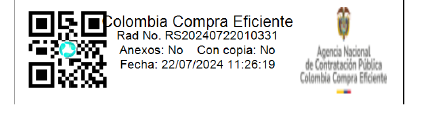 Colombia Compra Eficiente
Rad No. RS20240722010331
Anexos: No Con copia: No
Fecha: 22/07/2024 11:26:19
Agencia Nacional
de Contratación Pública
Colombia Compra Eficiente